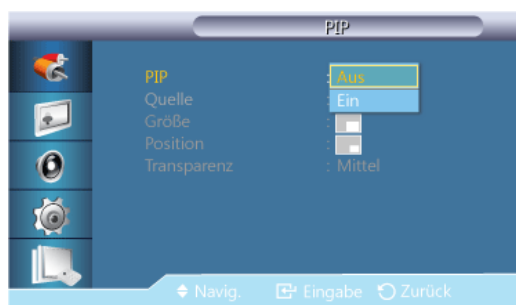 PIP
PIP : Aus
Quelle : Ein
Größe :
Position :
Transparenz : Mittel
Navig. Eingabe Zurück